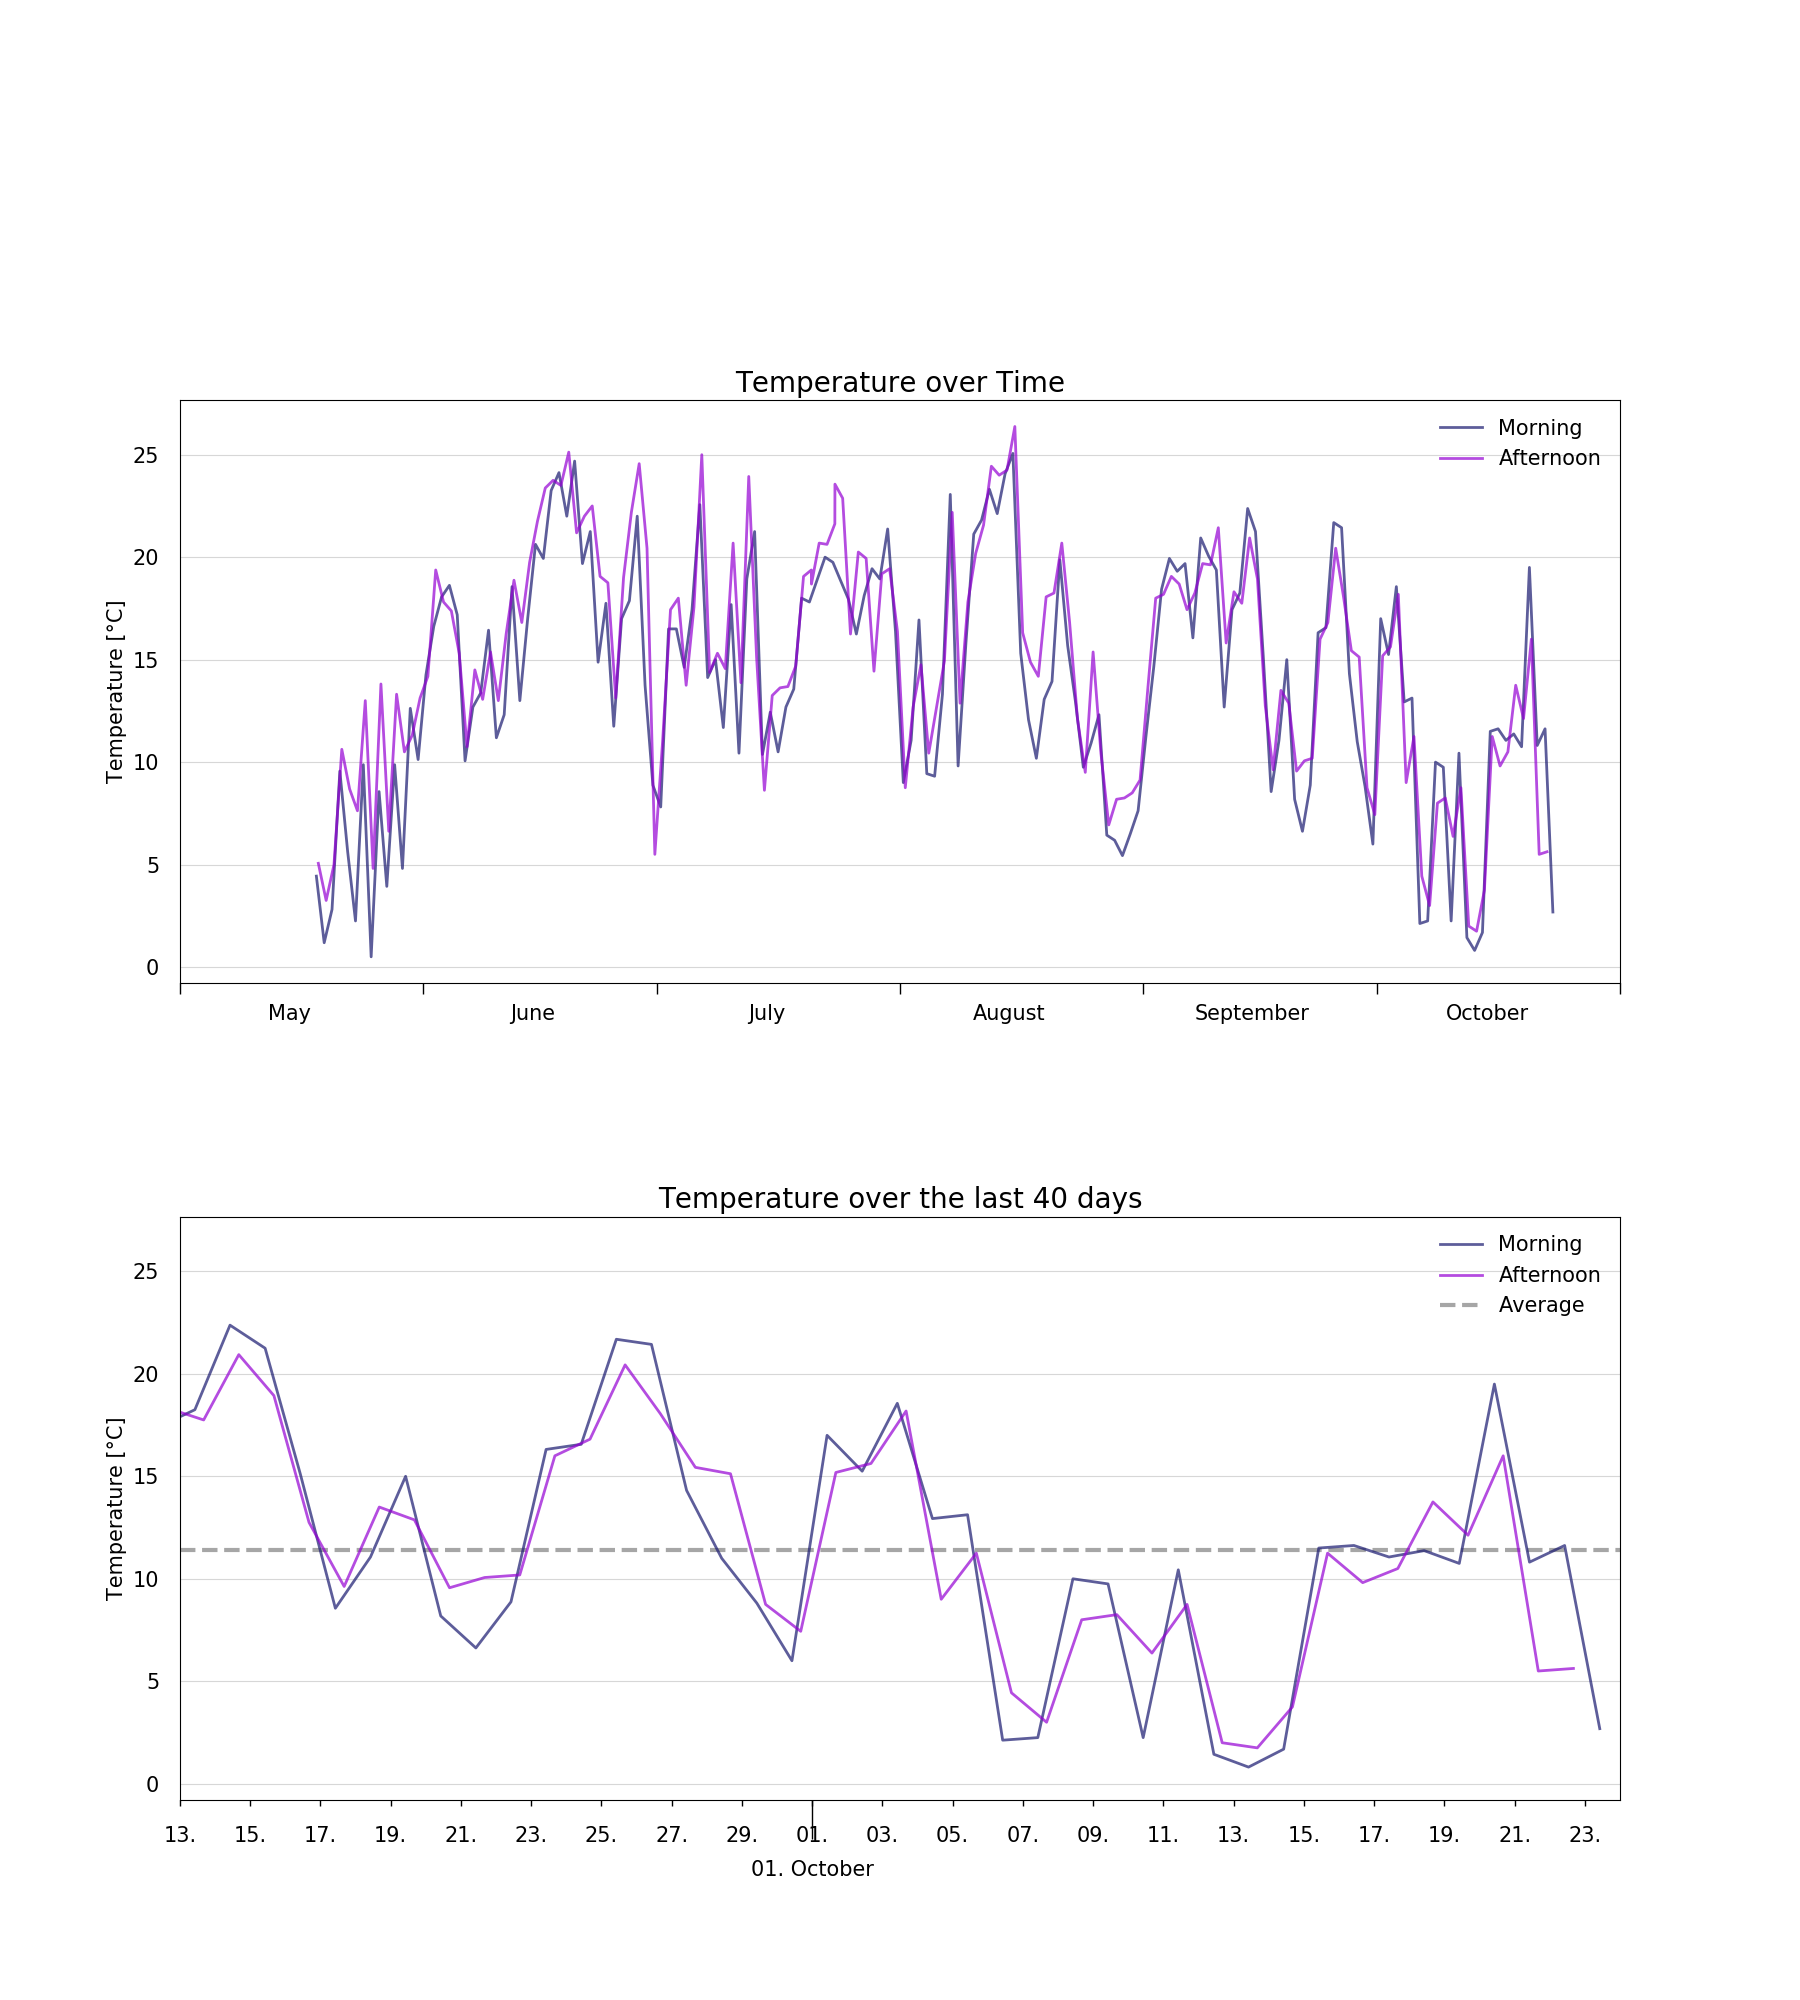 Temperature over Time
Morning
Afternoon
25
20
15
10
5
0
Temperature [°C]
May June July August September October
Temperature over the last 40 days
Morning
Afternoon
Average
25
20
15
10
5
0
Temperature [°C]
13. 15. 17. 19. 21. 23. 25. 27. 29. 01. 03. 05. 07. 09. 11. 13. 15. 17. 19. 21. 23.
01. October